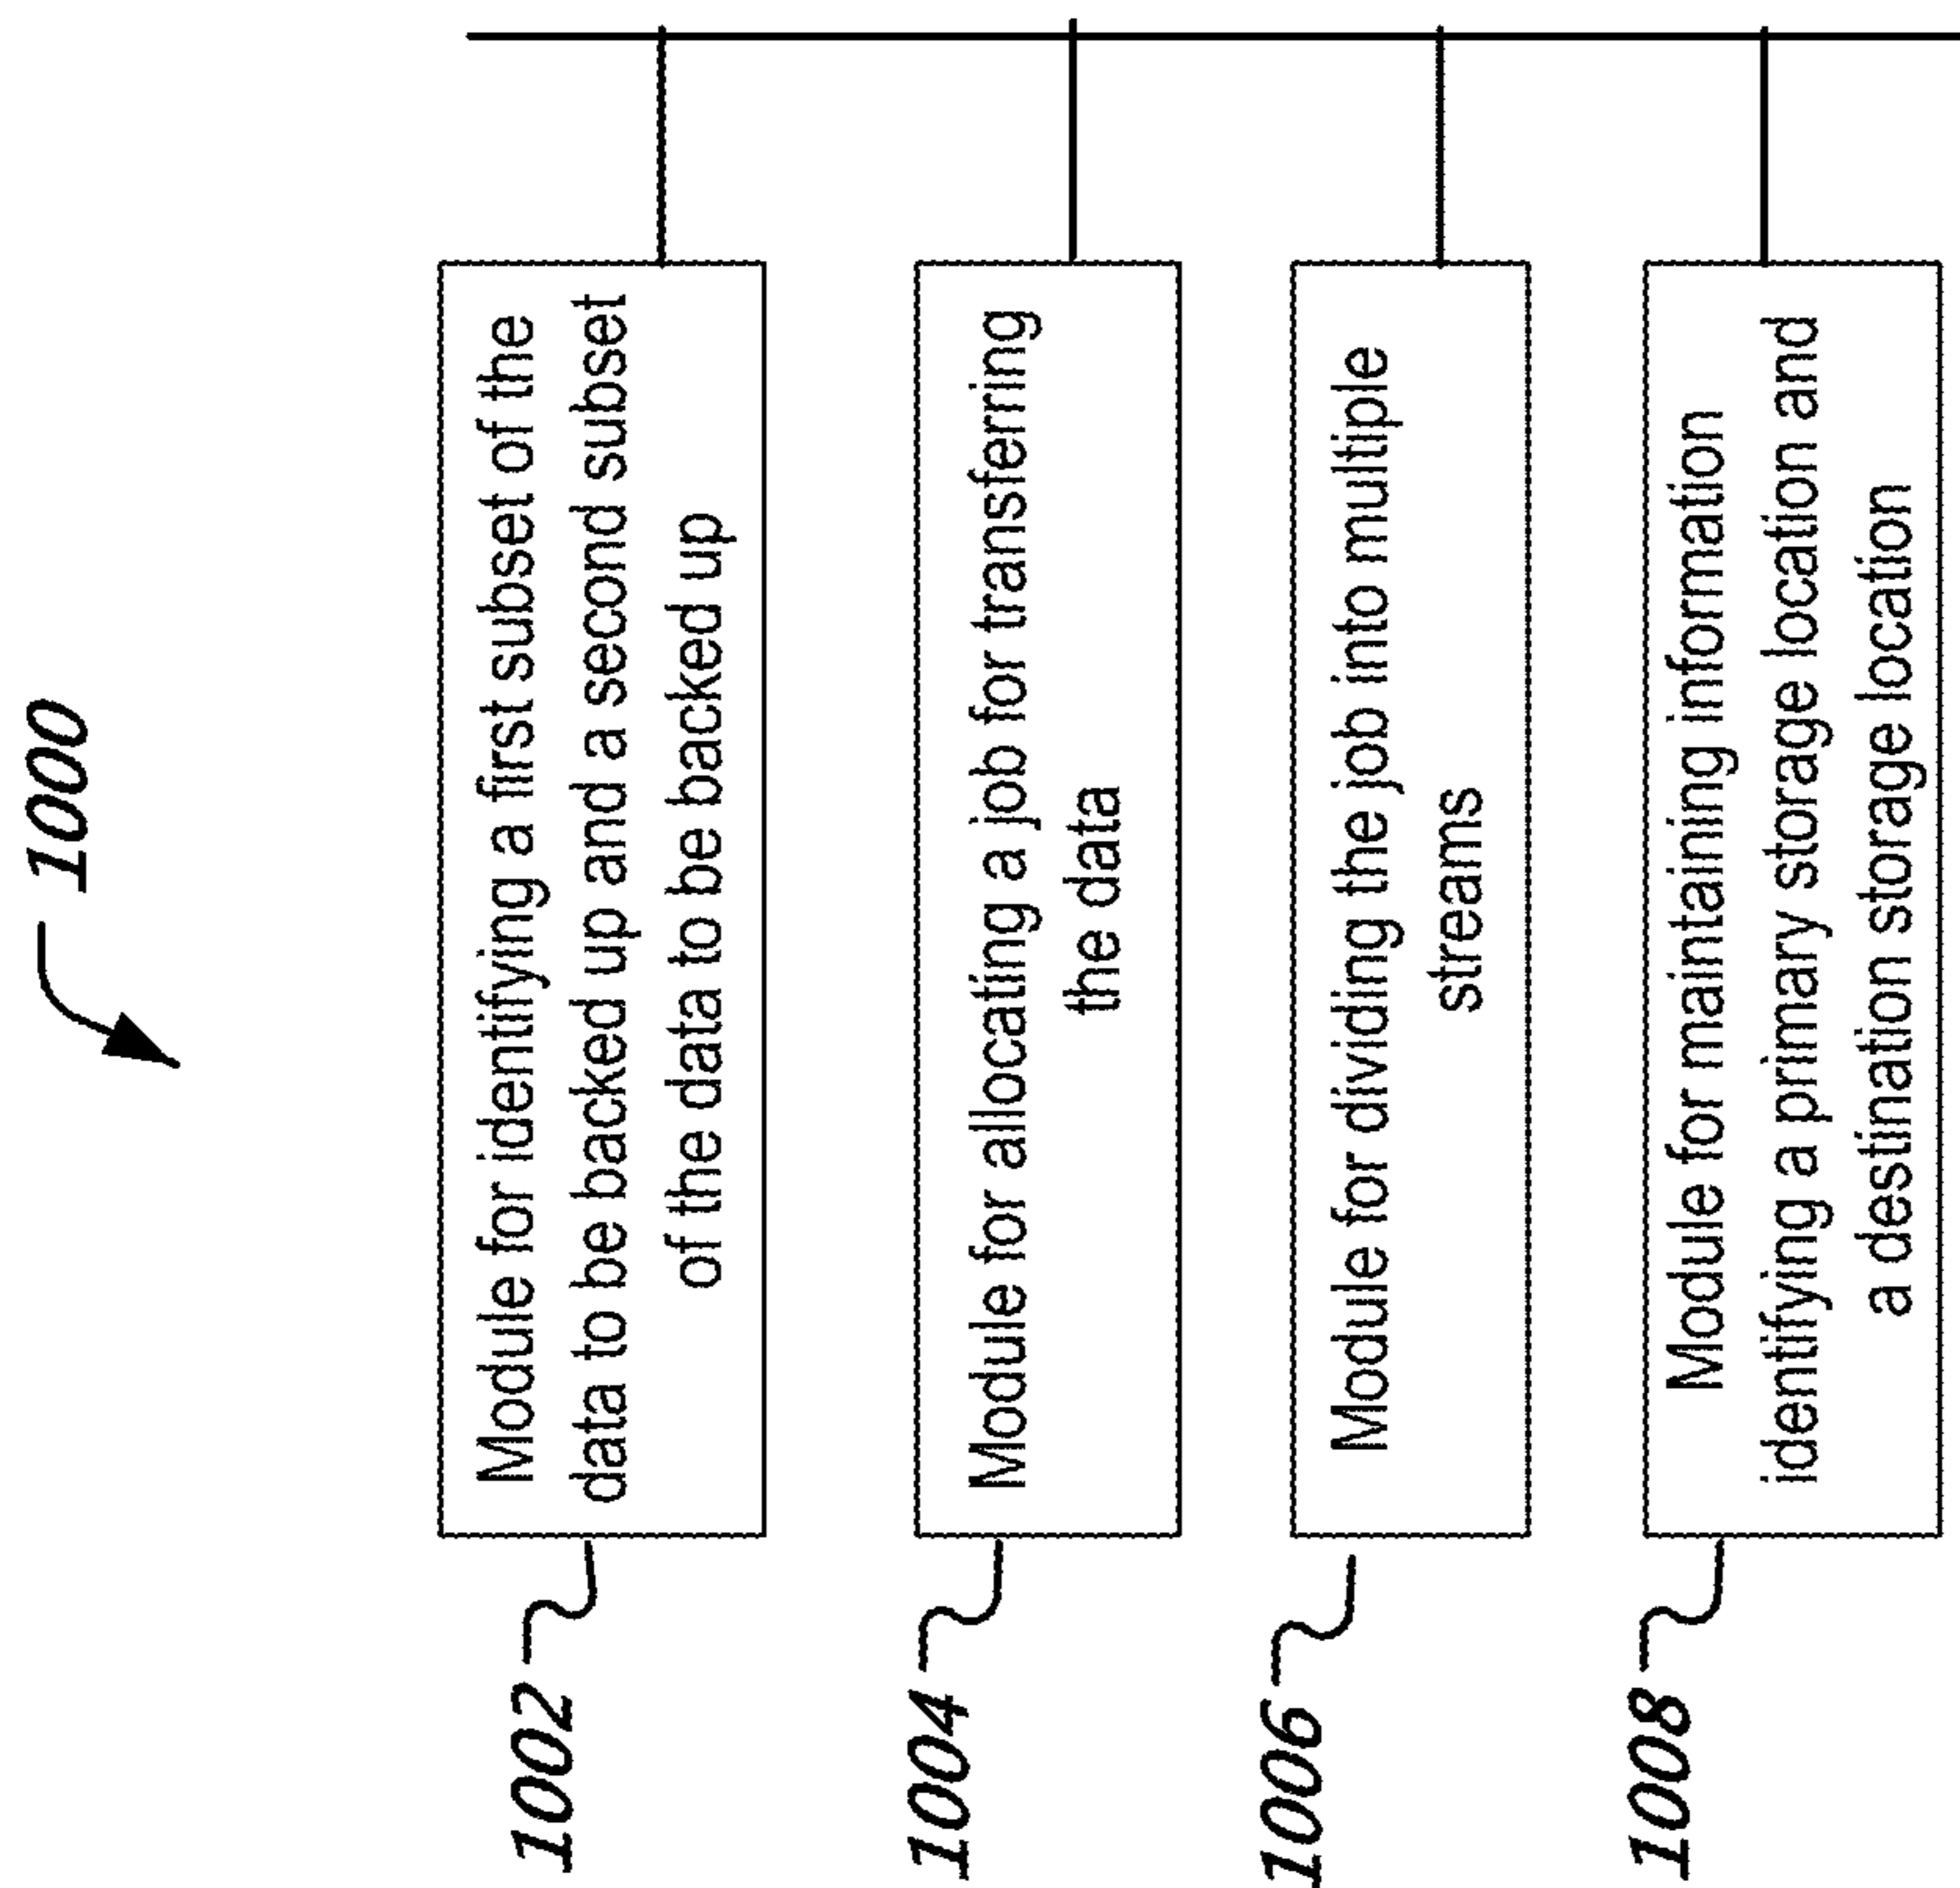 1000
1002
Module for identifying a first subset of the
data to be backed up and a second subset
of the data to be backed up
1004
Module for allocating a job for transferring
the data
1006
Module for dividing the job into multiple
streams
1008
Module for maintaining information
identifying a primary storage location and
a destination storage location